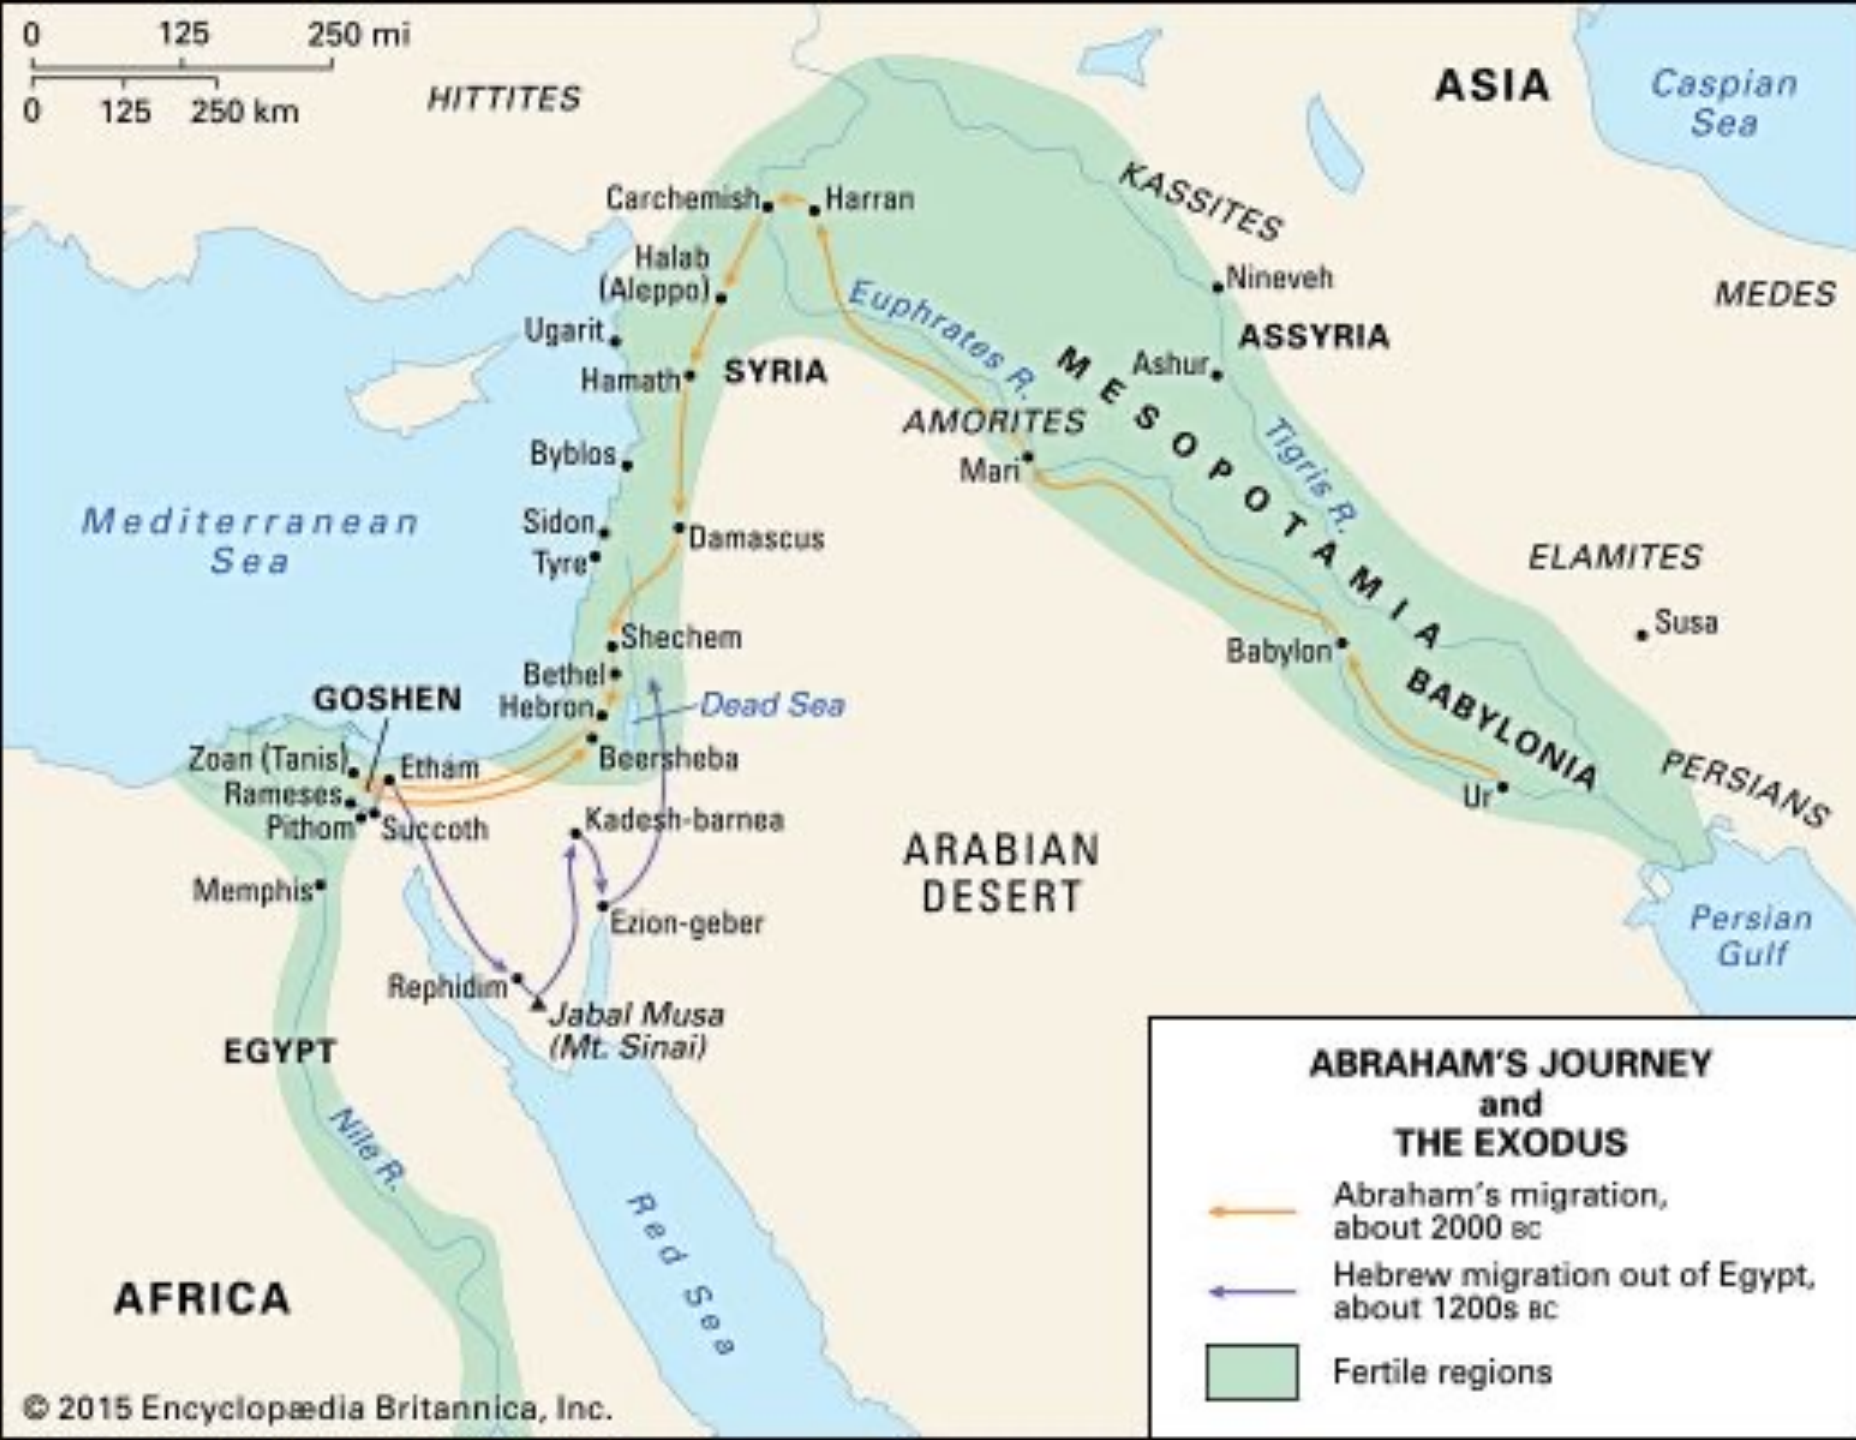 0 125 250 mi
0 125 250 km
HITTITES
ASIA
Caspian
Sea
KASSITES
Carchemish
Harran
Halab
(Aleppo)
Nineveh
MEDES
Euphrates R.
Ugarit
ASSYRIA
Hamath
SYRIA
MESOPOTAMIA
Ashur
AMORITES
Byblos
Mari
Tigris R.
Mediterranean
Sea
Sidon
Damascus
Tyre
ELAMITES
Susa
Shechem
Babylon
Bethel
GOSHEN
Hebron
Dead Sea
BABYLONIA
Zoan (Tanis)
Etham
Beersheba
PERSIANS
Rameses
Ur
Pithom
Succoth
Kadesh-barnea
ARABIAN
DESERT
Memphis
Ezion-geber
Persian
Gulf
Rephidim
Jabal Musa
(Mt. Sinai)
EGYPT
Nile R.
Red Sea
AFRICA
ABRAHAM'S JOURNEY
and
THE EXODUS
Abraham's migration,
about 2000 BC
Hebrew migration out of Egypt,
about 1200s BC
Fertile regions
© 2015 Encyclopædia Britannica, Inc.